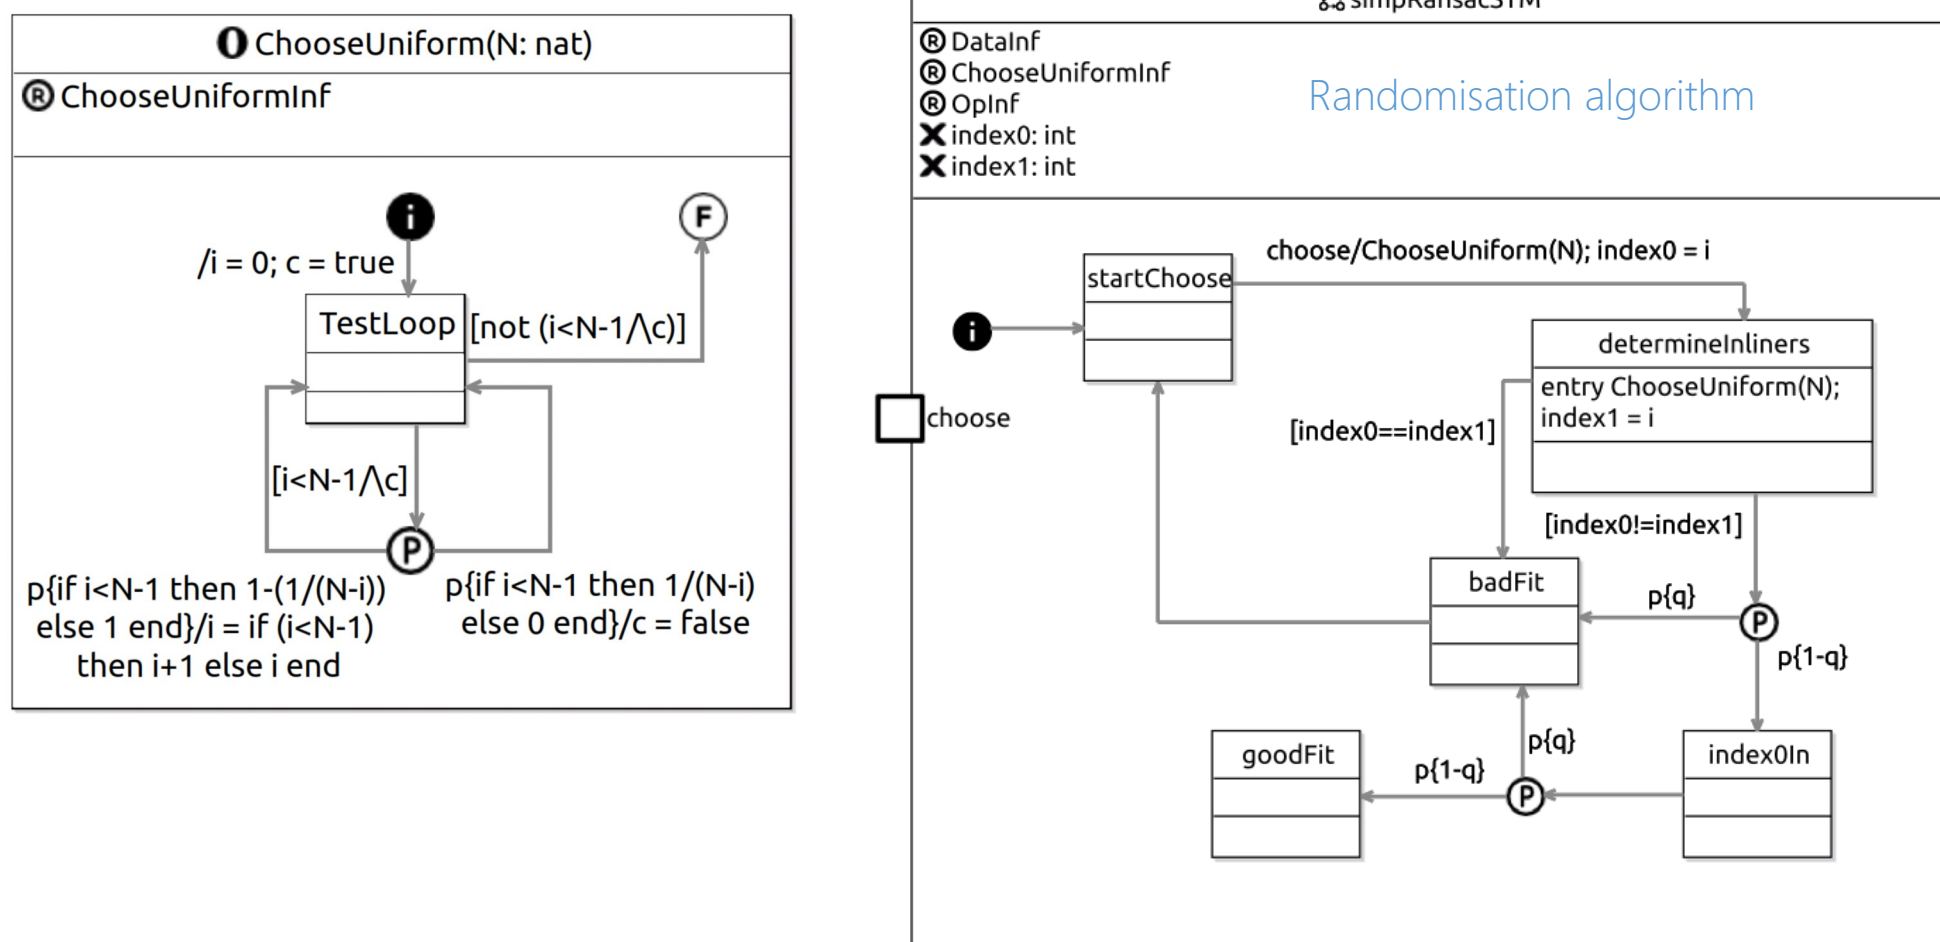 O ChooseUniform(N: nat)
R ChooseUniformInf
i
F
/i = 0; c = true
TestLoop
[not (i<N-1/\c)]
[i<N-1/\c]
P
p{if i<N-1 then 1-(1/(N-i))
else 1 end}/i = if (i<N-1)
then i+1 else i end
p{if i<N-1 then 1/(N-i)
else 0 end}/c = false
simpRansacSTM
R DataInf
R ChooseUniformInf
R OpInf
X index0: int
X index1: int
Randomisation algorithm
choose/ChooseUniform(N); index0 = i
startChoose
i
choose
determineInliners
entry ChooseUniform(N);
index1 = i
[index0==index1]
[index0!=index1]
badFit
p{q}
P
p{1-q}
p{q}
goodFit
p{1-q}
P
index0In